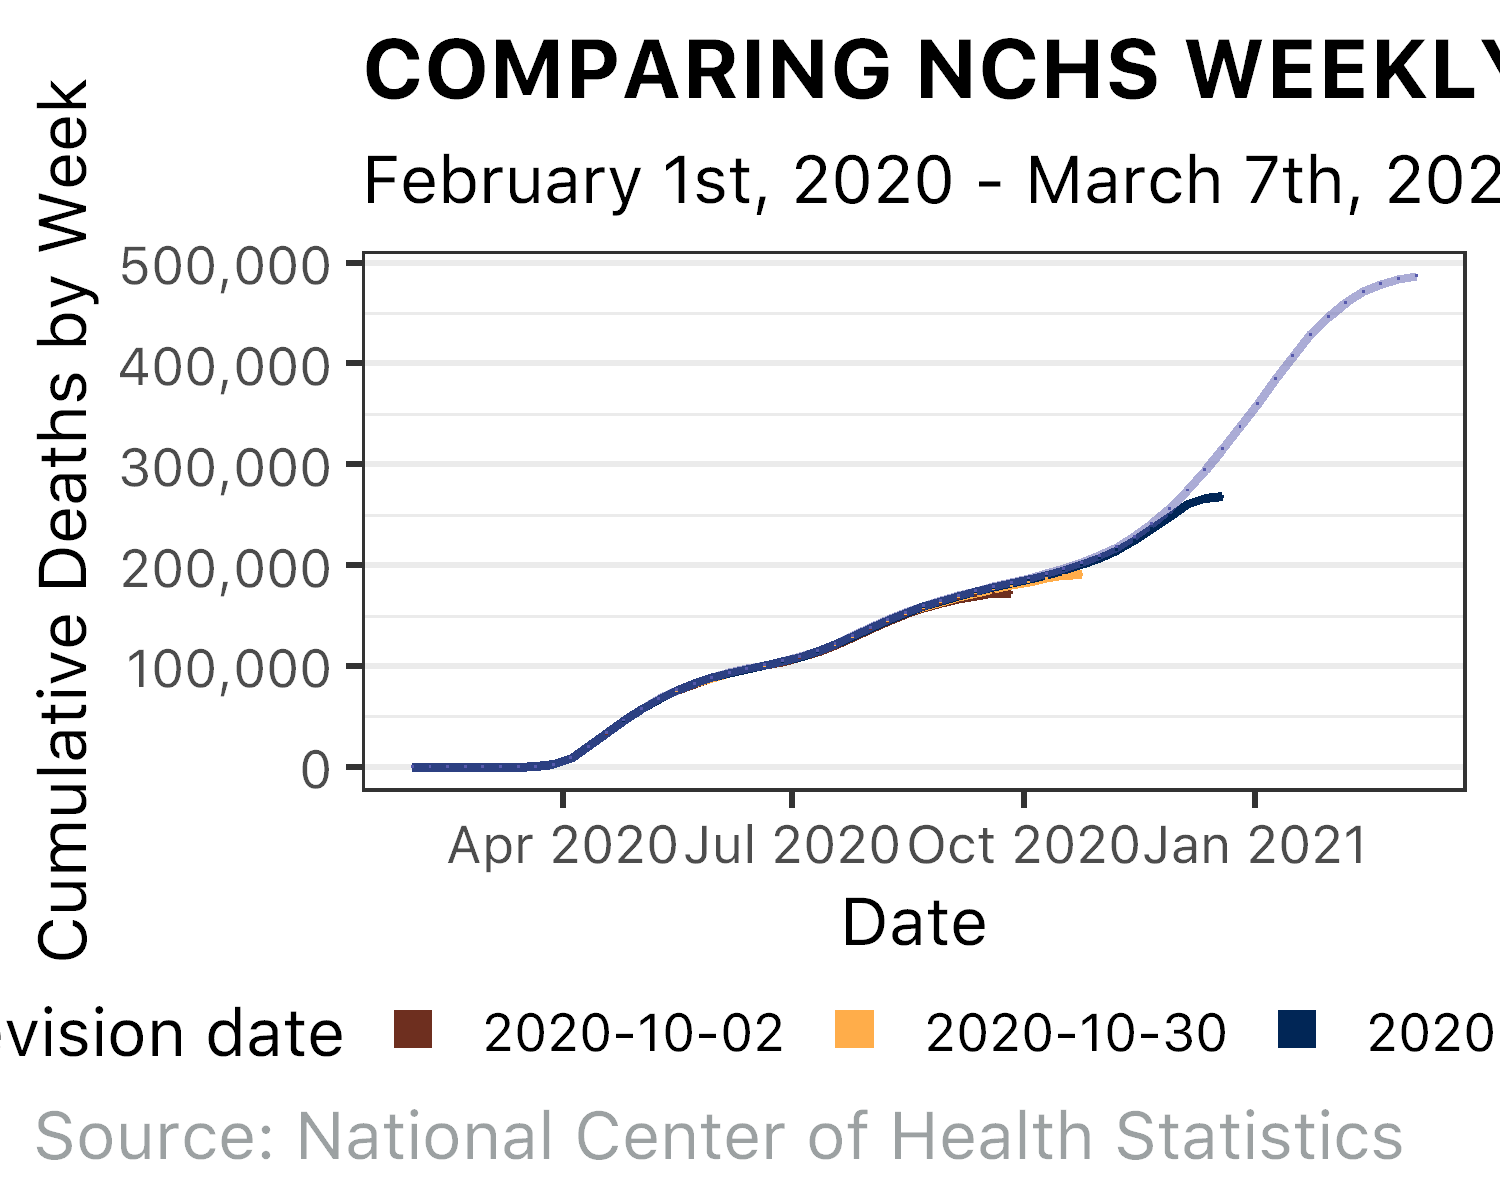 COMPARING NCHS WEEKLY
February 1st, 2020 - March 7th, 202
Cumulative Deaths by Week
500,000
400,000
300,000
200,000
100,000
0
Apr 2020 Jul 2020 Oct 2020 Jan 2021
Date
evision date 2020-10-02 2020-10-30 2020
Source: National Center of Health Statistics